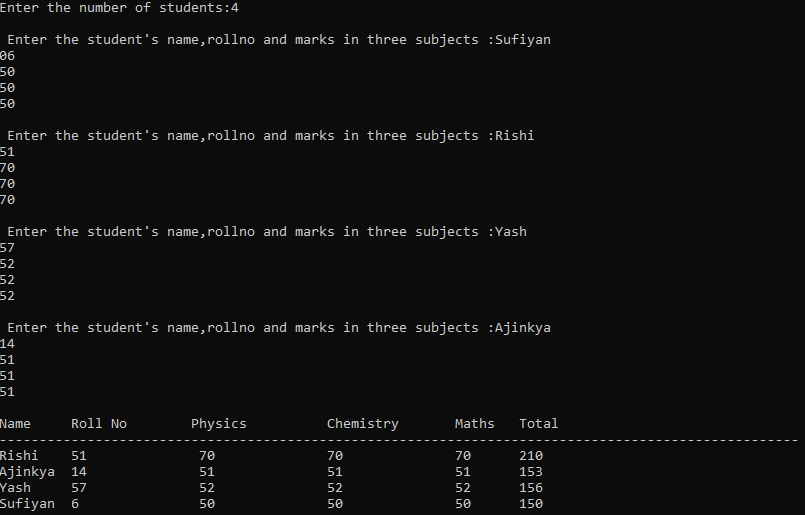 Enter the number of students:4
Enter the student's name,rollno and marks in three subjects :Sufiyan
06
50
50
50
Enter the student's name,rollno and marks in three subjects :Rishi
51
70
70
70
Enter the student's name,rollno and marks in three subjects :Yash
57
52
52
52
Enter the student's name,rollno and marks in three subjects :Ajinkya
14
51
51
51
Name Roll No Physics Chemistry Maths Total
----------------------------------------------------------------------------------------------------
Rishi 51 70 70 70 210
Ajinkya 14 51 51 51 153
Yash 57 52 52 52 156
Sufiyan 6 50 50 50 150